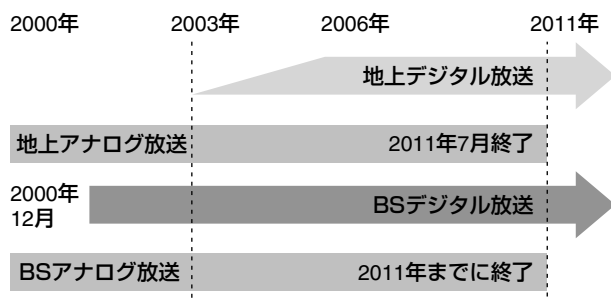 2000年 2003年 2006年 2011年
地上デジタル放送
地上アナログ放送 2011年7月終了
2000年
12月
BSデジタル放送
BSアナログ放送 2011年までに終了